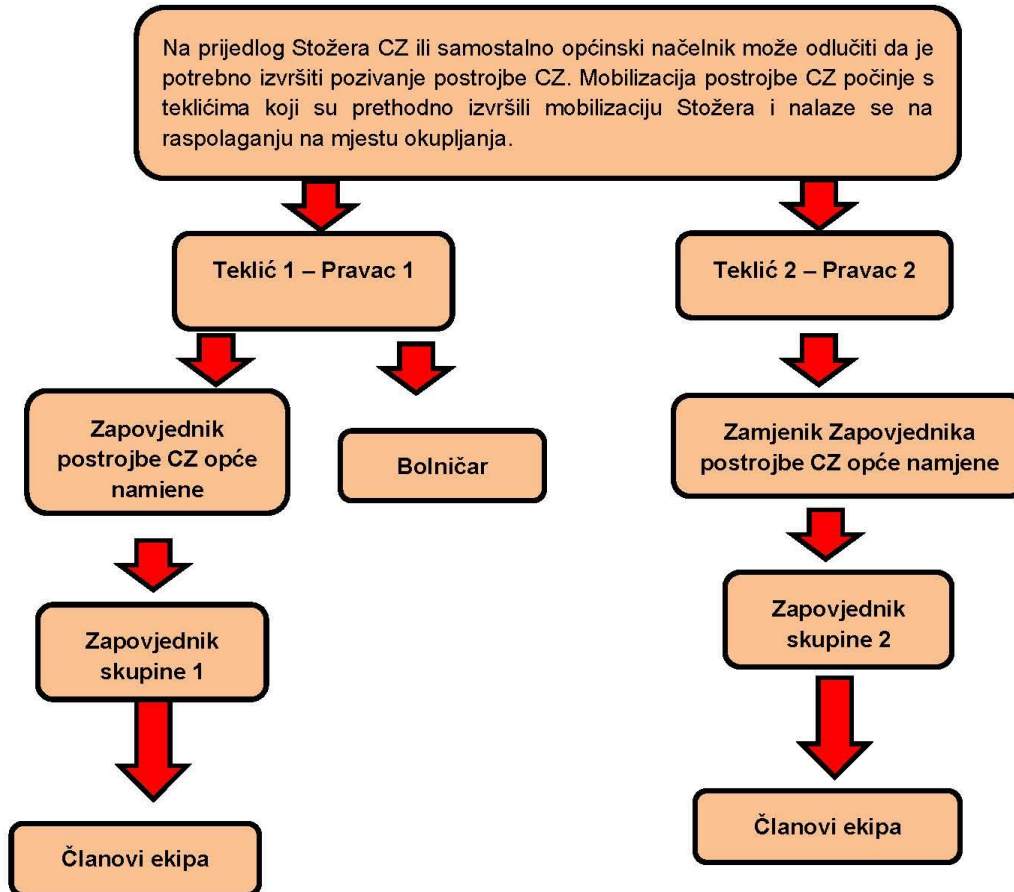 Na prijedlog Stožera CZ ili samostalno općinski načelnik može odlučiti da je
potrebno izvršiti pozivanje postrojbe CZ. Mobilizacija postrojbe CZ počinje s
teklićima koji su prethodno izvršili mobilizaciju Stožera i nalaze se na
raspolaganju na mjestu okupljanja.
Teklić 1 – Pravac 1
Teklić 2 – Pravac 2
Zapovjednik
postrojbe CZ opće
namjene
Bolničar
Zamjenik Zapovjednika
postrojbe CZ opće namjene
Zapovjednik
skupine 1
Zapovjednik
skupine 2
Članovi ekipa
Članovi ekipa